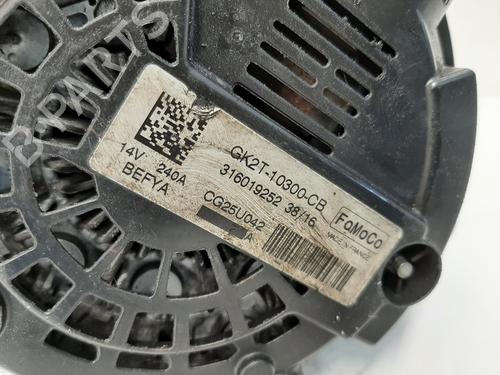 PARTS
GK2T-10300-CB
316019252 38/16
14V 240A
BEFYA
CG25U042
A
FoMoCo
MADE IN FRANCE